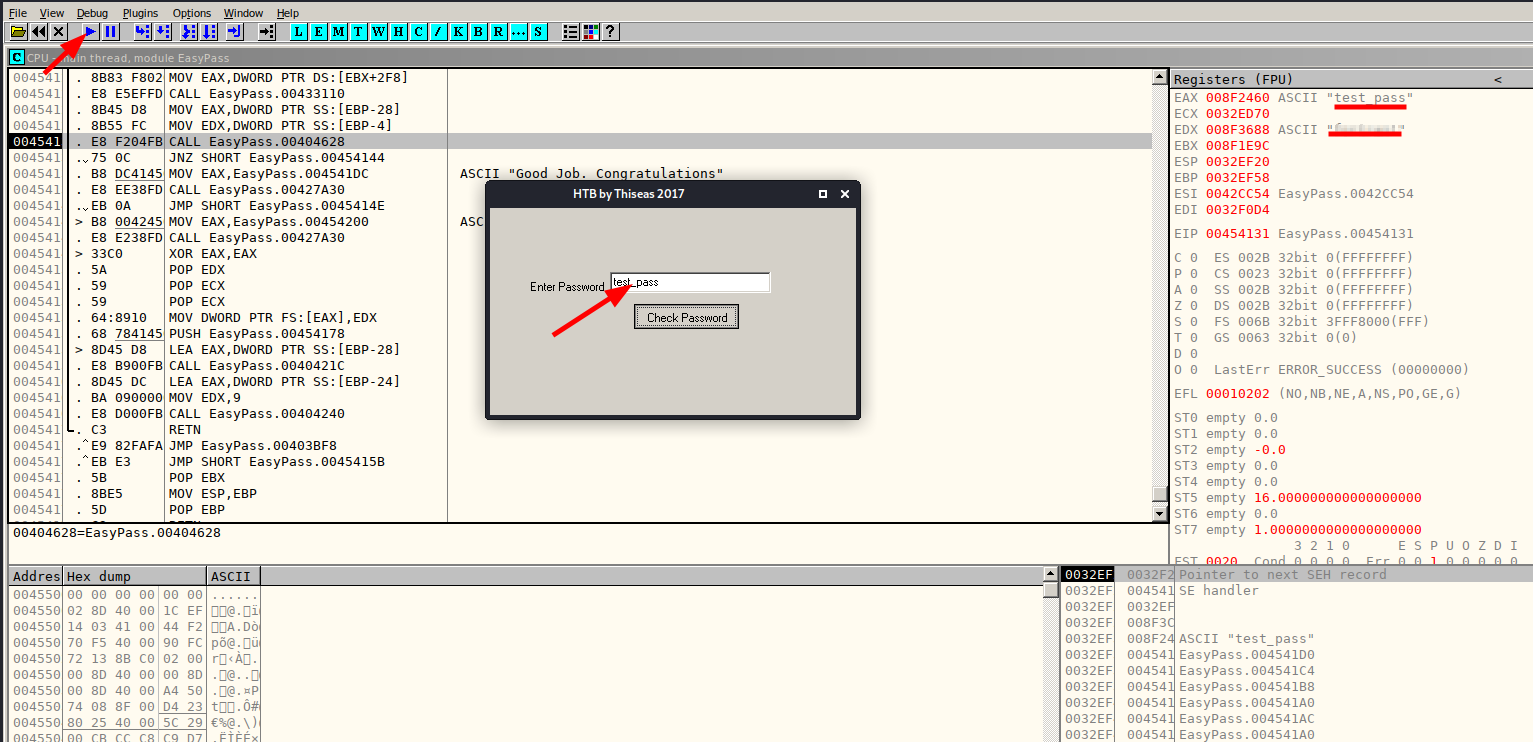 File View Debug Plugins Options Window Help
L E M T W H C / K B R ... S ?
C CPU - main thread, module EasyPass
004541 . 8B83 F802 MOV EAX,DWORD PTR DS:[EBX+2F8]
004541 . E8 E5EFFD CALL EasyPass.00433110
004541 . 8B45 D8 MOV EAX,DWORD PTR SS:[EBP-28]
004541 . 8B55 FC MOV EDX,DWORD PTR SS:[EBP-4]
004541 . E8 F204FB CALL EasyPass.00404628
004541 . 75 0C JNZ SHORT EasyPass.00454144
004541 . B8 DC4145 MOV EAX,EasyPass.004541DC ASCII "Good Job. Congratulations"
004541 . E8 EE38FD CALL EasyPass.00427A30
004541 . EB 0A JMP SHORT EasyPass.0045414E
004541 > B8 004245 MOV EAX,EasyPass.00454200 ASC
004541 . E8 E238FD CALL EasyPass.00427A30
004541 > 33C0 XOR EAX,EAX
004541 . 5A POP EDX
004541 . 59 POP ECX
004541 . 59 POP ECX
004541 . 64:8910 MOV DWORD PTR FS:[EAX],EDX
004541 . 68 784145 PUSH EasyPass.00454178
004541 > 8D45 D8 LEA EAX,DWORD PTR SS:[EBP-28]
004541 . E8 B900FB CALL EasyPass.0040421C
004541 . 8D45 DC LEA EAX,DWORD PTR SS:[EBP-24]
004541 . BA 090000 MOV EDX,9
004541 . E8 D000FB CALL EasyPass.00404240
004541 . C3 RETN
004541 .^ E9 82FAFA JMP EasyPass.00403BF8
004541 .^ EB E3 JMP SHORT EasyPass.0045415B
004541 . 5B POP EBX
004541 . 8BE5 MOV ESP,EBP
004541 . 5D POP EBP
00404628=EasyPass.00404628
HTB by Thiseas 2017
Enter Password test_pass
Check Password
Registers (FPU) <
EAX 008F2460 ASCII "test_pass"
ECX 0032ED70
EDX 008F3688 ASCII "
EBX 008F1E9C
ESP 0032EF20
EBP 0032EF58
ESI 0042CC54 EasyPass.0042CC54
EDI 0032F0D4
EIP 00454131 EasyPass.00454131
C 0 ES 002B 32bit 0(FFFFFFFF)
P 0 CS 0023 32bit 0(FFFFFFFF)
A 0 SS 002B 32bit 0(FFFFFFFF)
Z 0 DS 002B 32bit 0(FFFFFFFF)
S 0 FS 006B 32bit 3FFF8000(FFF)
T 0 GS 0063 32bit 0(0)
D 0
O 0 LastErr ERROR_SUCCESS (00000000)
EFL 00010202 (NO,NB,NE,A,NS,PO,GE,G)
ST0 empty 0.0
ST1 empty 0.0
ST2 empty -0.0
ST3 empty 0.0
ST4 empty 0.0
ST5 empty 16.000000000000000000
ST6 empty 0.0
ST7 empty 1.0000000000000000000
3 2 1 0 E S P U O Z D I
FST 0020 Cond 0 0 0 0 Err 0 0 1 0 0 0 0 0
Addres Hex dump ASCII
004550 00 00 00 00 00 00 ......
004550 02 8D 40 00 1C EF
004550 14 03 41 00 44 F2
004550 70 F5 40 00 90 FC
004550 72 13 8B C0 02 00
004550 00 8D 40 00 00 8D
004550 00 8D 40 00 A4 50
004550 74 08 8F 00 D4 23
004550 80 25 40 00 5C 29
004550 00 CB CC C8 C9 D7
0032EF 0032F2 Pointer to next SEH record
0032EF 004541 SE handler
0032EF 0032EF
0032EF 008F3C
0032EF 008F24 ASCII "test_pass"
0032EF 004541 EasyPass.004541D0
0032EF 004541 EasyPass.004541C4
0032EF 004541 EasyPass.004541B8
0032EF 004541 EasyPass.004541A0
0032EF 004541 EasyPass.004541AC
0032EF 004541 EasyPass.004541A0